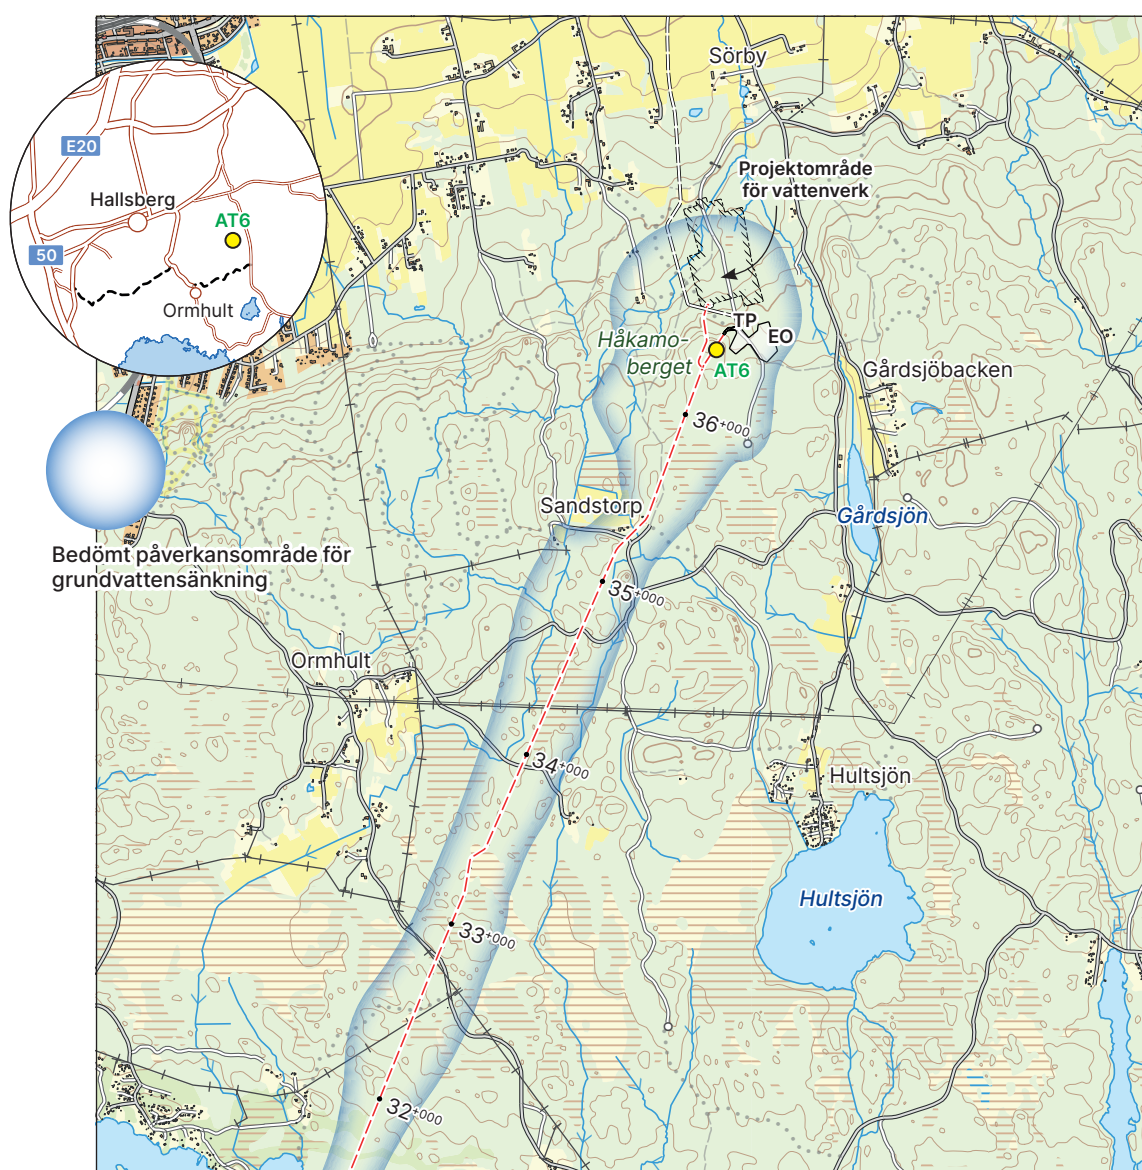 Sörby
Projektområde
för vattenverk
E20
Hallsberg
AT6
50
Ormhult
TP
EO
Håkamo-
berget
AT6
Gårdsjöbacken
36+000
Sandstorp
Gårdsjön
Bedömt påverkansområde för
grundvattensänkning
35+000
Ormhult
34+000
Hultsjön
Hultsjön
33+000
32+000